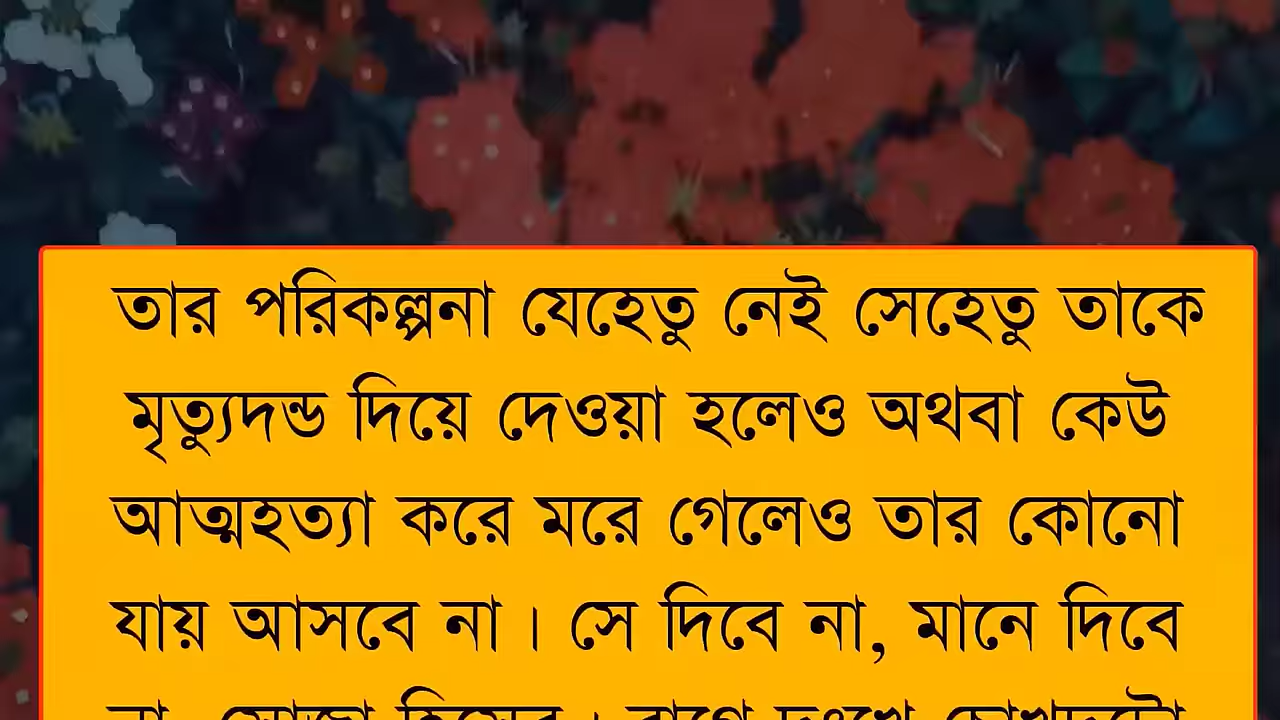 তার পরিকল্পনা যেহেতু নেই সেহেতু তাকে
মৃত্যুদন্ড দিয়ে দেওয়া হলেও অথবা কেউ
আত্মহত্যা করে মরে গেলেও তার কোনো
যায় আসবে না। সে দিবে না, মানে দিবে